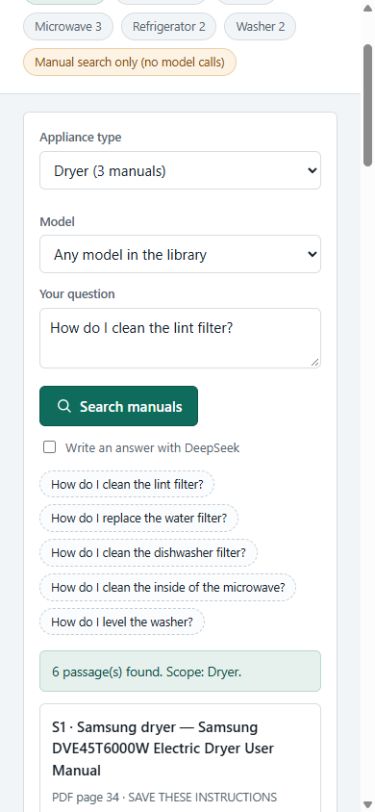 Microwave 3 Refrigerator 2 Washer 2
Manual search only (no model calls)
Appliance type
Dryer (3 manuals)
Model
Any model in the library
Your question
How do I clean the lint filter?
Search manuals
Write an answer with DeepSeek
How do I clean the lint filter?
How do I replace the water filter?
How do I clean the dishwasher filter?
How do I clean the inside of the microwave?
How do I level the washer?
6 passage(s) found. Scope: Dryer.
S1 · Samsung dryer — Samsung
DVE45T6000W Electric Dryer User
Manual
PDF page 34 · SAVE THESE INSTRUCTIONS